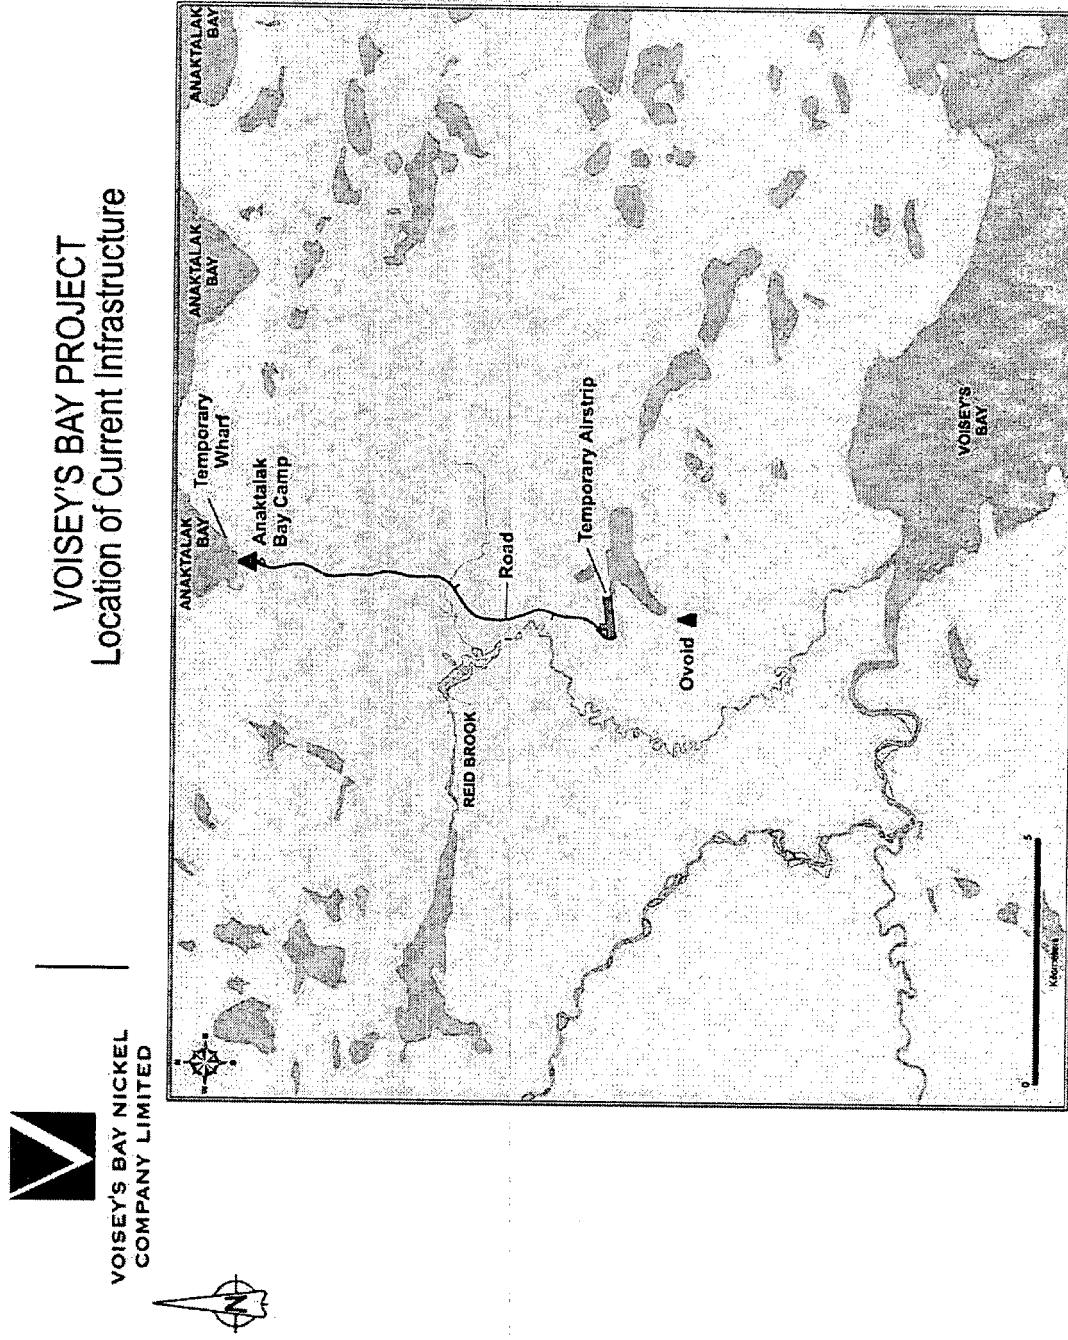 VOISEY'S BAY NICKEL
COMPANY LIMITED
VOISEY'S BAY PROJECT
Location of Current Infrastructure
N
N
W
E
S
ANAKTALAK
BAY
Temporary
Wharf
Anaktalak
Bay Camp
ANAKTALAK
BAY
ANAKTALAK
BAY
REID BROOK
Road
Temporary Airstrip
Ovoid
VOISEY'S
BAY
0
5
Kilometers